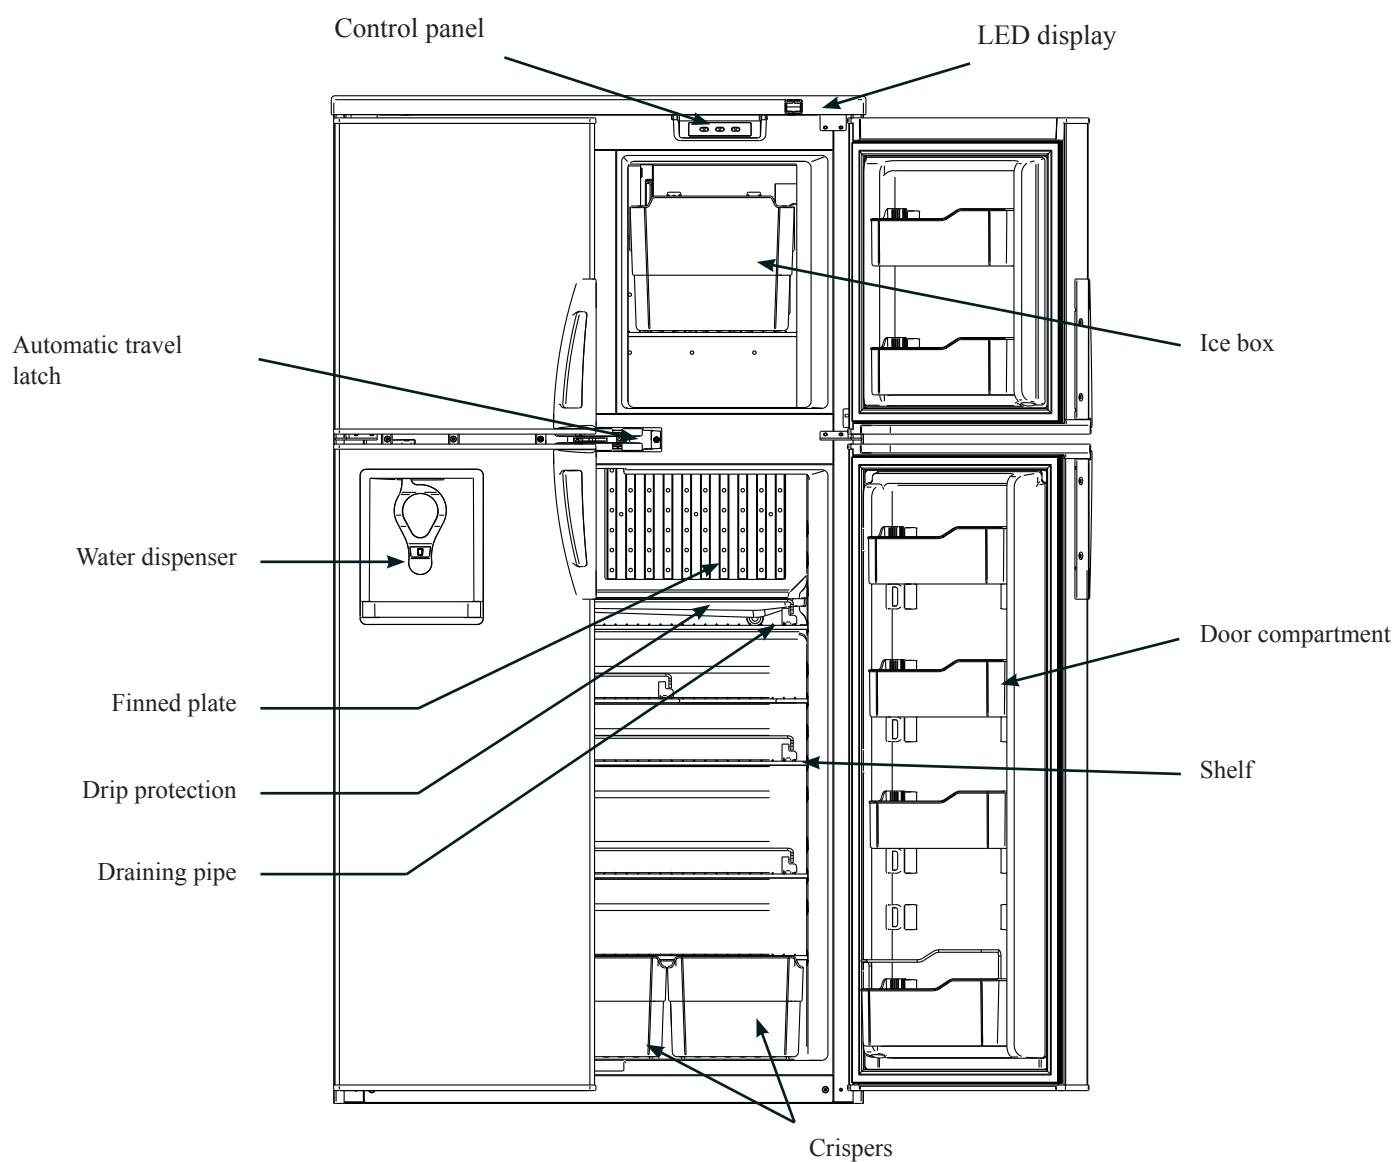 Control panel
LED display
Automatic travel
latch
Ice box
Water dispenser
Door compartment
Finned plate
Shelf
Drip protection
Draining pipe
Crispers